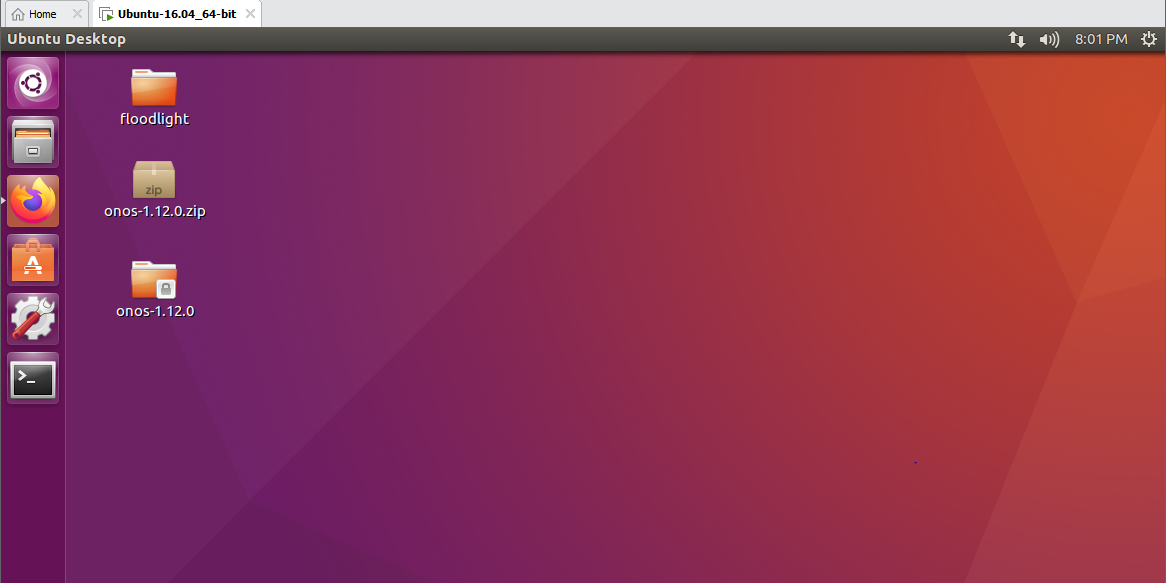 Home
Ubuntu-16.04_64-bit
Ubuntu Desktop
8:01 PM
floodlight
zip
onos-1.12.0.zip
onos-1.12.0